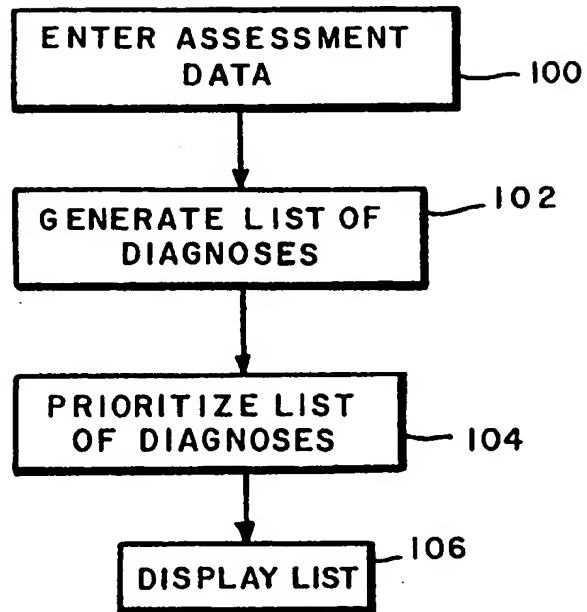 ENTER ASSESSMENT
DATA
100
GENERATE LIST OF
DIAGNOSES
102
PRIORITIZE LIST
OF DIAGNOSES
104
DISPLAY LIST
106